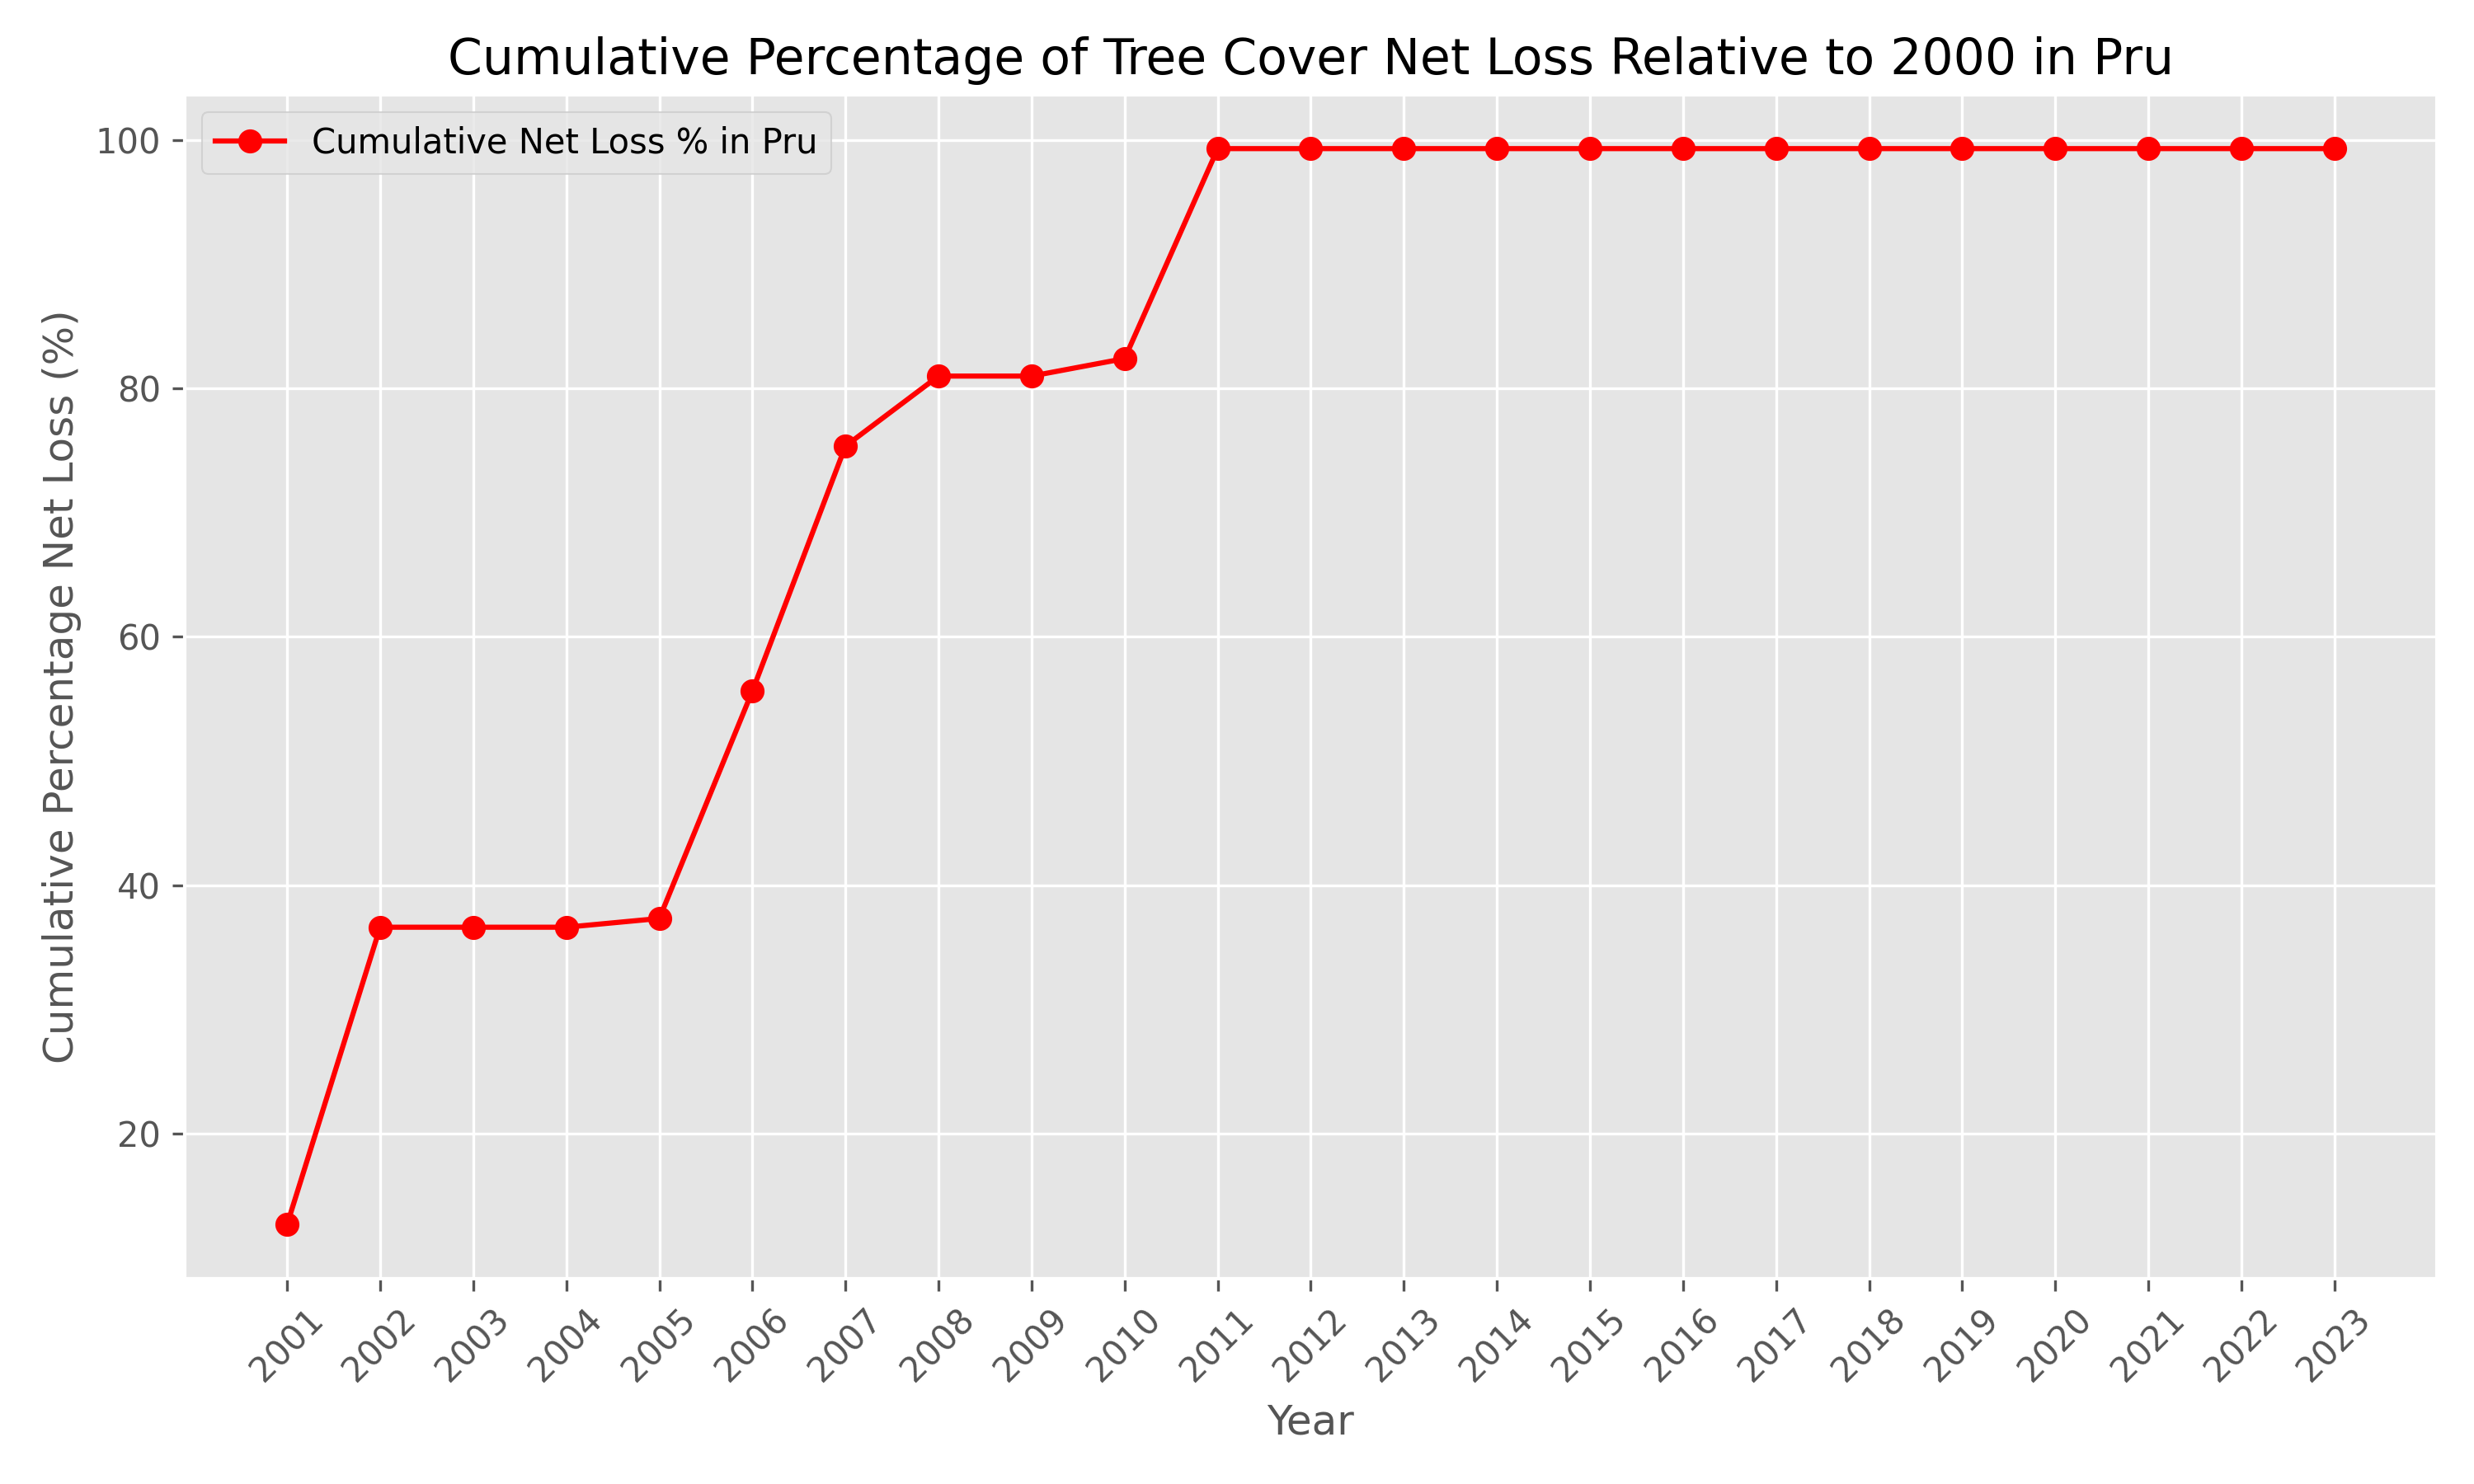 Cumulative Percentage of Tree Cover Net Loss Relative to 2000 in Pru
Cumulative Net Loss % in Pru
Cumulative Percentage Net Loss (%)
100
80
60
40
20
2001 2002 2003 2004 2005 2006 2007 2008 2009 2010 2011 2012 2013 2014 2015 2016 2017 2018 2019 2020 2021 2022 2023
Year